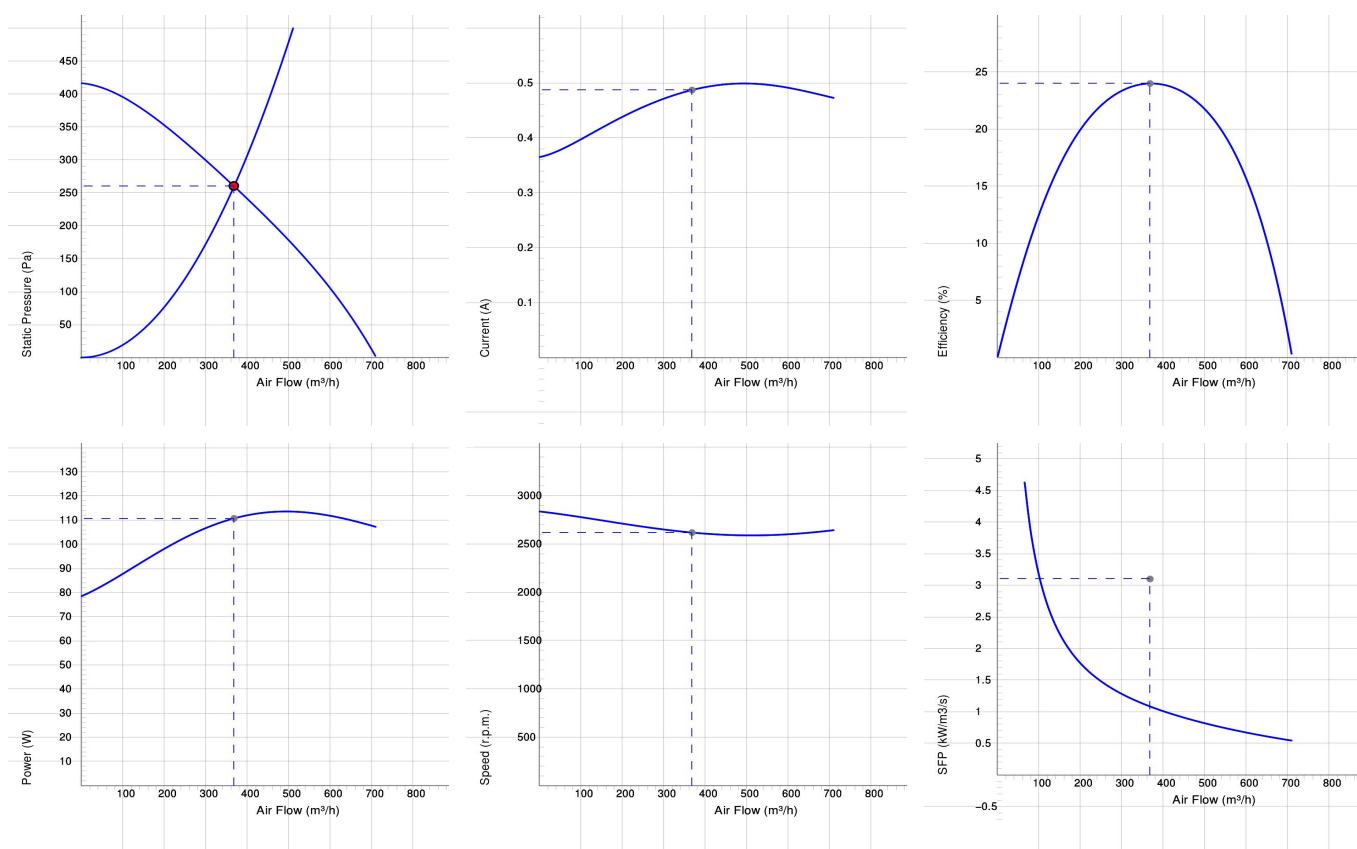 450
400
350
300
250
200
150
100
50
Static Pressure (Pa)
100 200 300 400 500 600 700 800
Air Flow (m³/h)
0.5
0.4
0.3
0.2
0.1
Current (A)
100 200 300 400 500 600 700 800
Air Flow (m³/h)
25
20
15
10
5
Efficiency (%)
100 200 300 400 500 600 700 800
Air Flow (m³/h)
130
120
110
100
90
80
70
60
50
40
30
20
10
Power (W)
100 200 300 400 500 600 700 800
Air Flow (m³/h)
3000
2500
2000
1500
1000
500
Speed (r.p.m.)
100 200 300 400 500 600 700 800
Air Flow (m³/h)
5
4.5
4
3.5
3
2.5
2
1.5
1
0.5
−0.5
SFP (kW/m3/s)
100 200 300 400 500 600 700 800
Air Flow (m³/h)